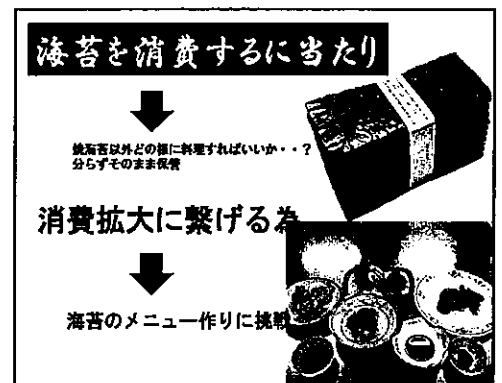 海苔を消費するに当たり
焼海苔以外どの様に料理すればいいか・・？
分らずそのまま保管
消費拡大に繋げる為
海苔のメニュー作りに挑戦